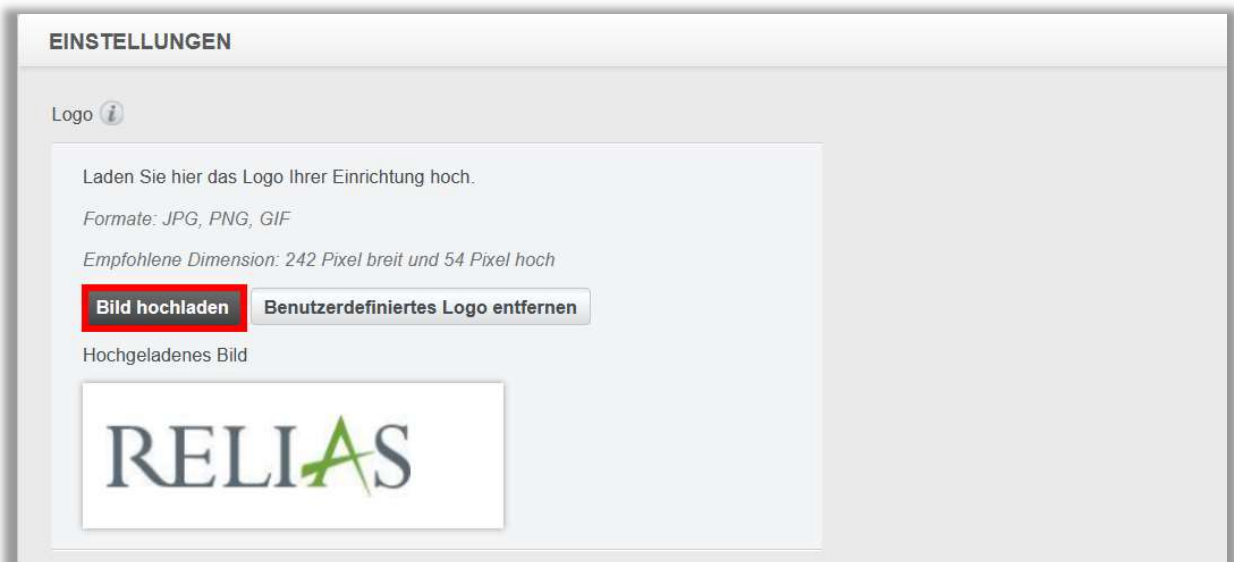 EINSTELLUNGEN
Logo i
Laden Sie hier das Logo Ihrer Einrichtung hoch.
Formate: JPG, PNG, GIF
Empfohlene Dimension: 242 Pixel breit und 54 Pixel hoch
Bild hochladen Benutzerdefiniertes Logo entfernen
Hochgeladenes Bild
RELIAS